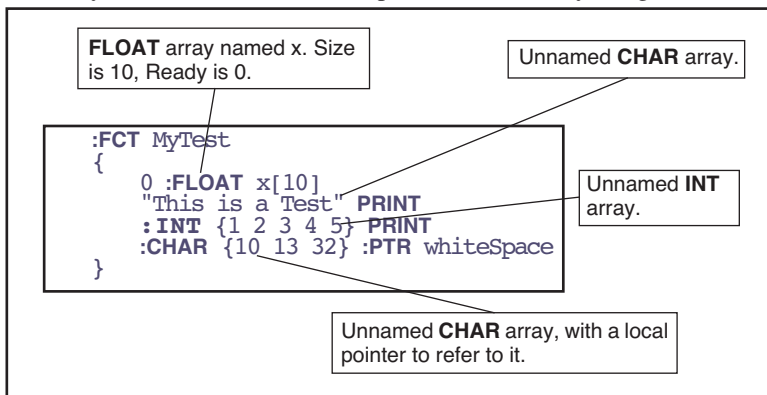 FLOAT array named x. Size
is 10, Ready is 0.
Unnamed CHAR array.
:FCT MyTest
{
0 :FLOAT x[10]
"This is a Test" PRINT
:INT {1 2 3 4 5} PRINT
:CHAR {10 13 32} :PTR whiteSpace
}
Unnamed INT
array.
Unnamed CHAR array, with a local
pointer to refer to it.